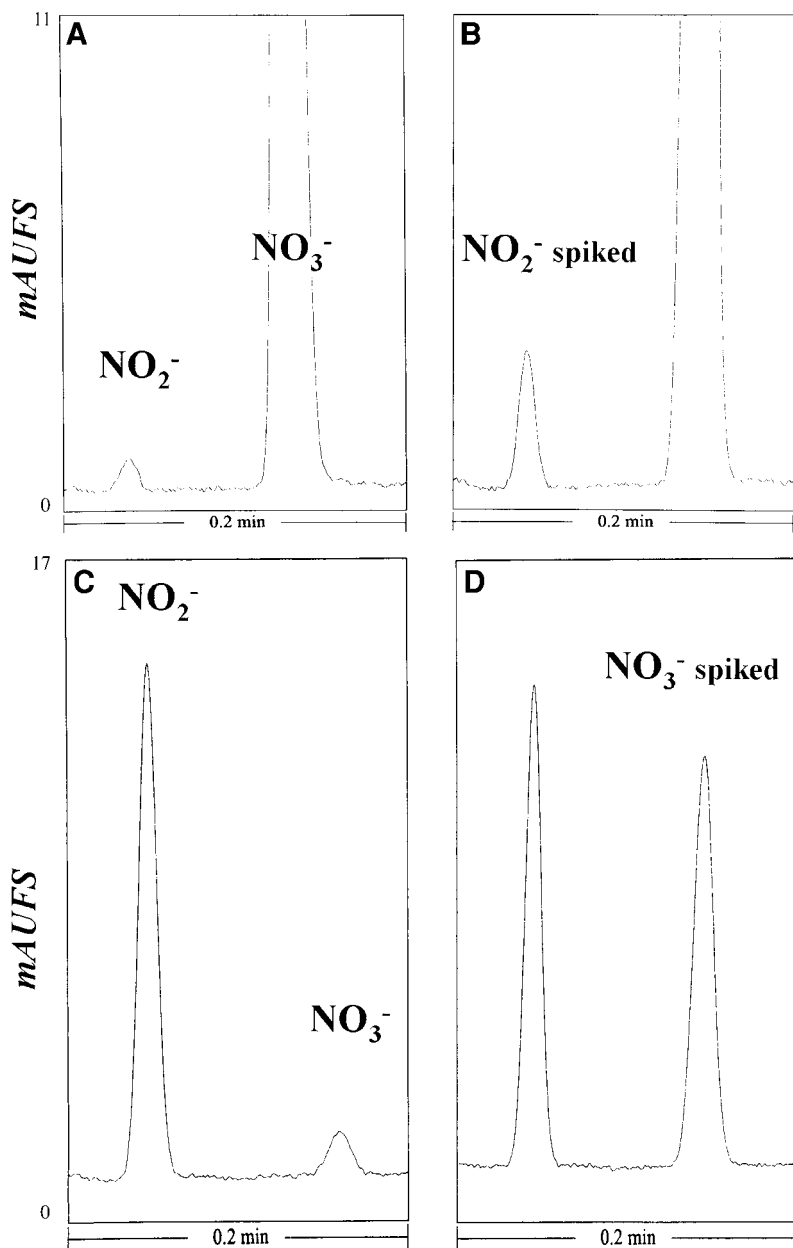 11
A
B
mAUFS
NO₃⁻
NO₂⁻ spiked
NO₂⁻
0
0.2 min
0.2 min
17
C
D
NO₂⁻
NO₃⁻ spiked
mAUFS
NO₃⁻
0
0.2 min
0.2 min